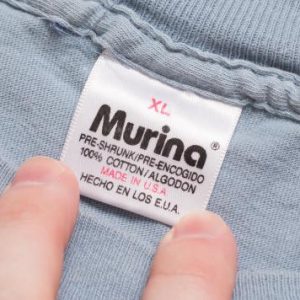 XL
Murina®
PRE-SHRUNK/PRE-ENCOGIDO
100% COTTON/ALGODON
MADE IN U.S.A
HECHO EN LOS E.U.A.